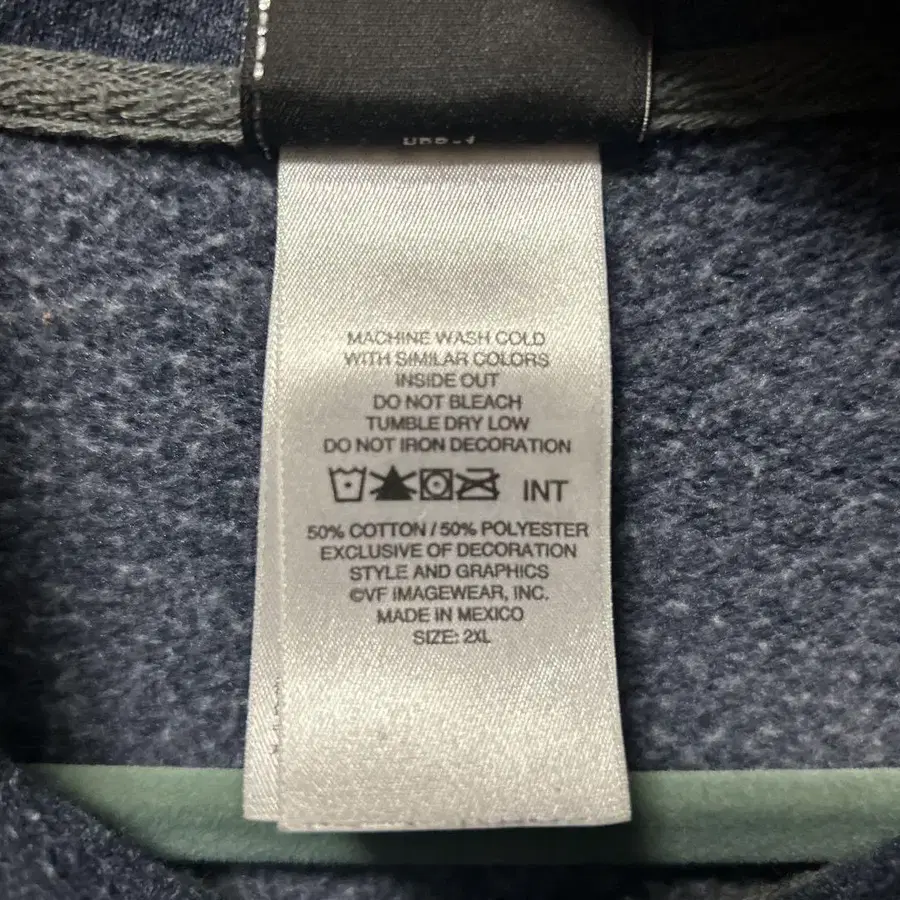 MACHINE WASH COLD
WITH SIMILAR COLORS
INSIDE OUT
DO NOT BLEACH
TUMBLE DRY LOW
DO NOT IRON DECORATION
INT
50% COTTON / 50% POLYESTER
EXCLUSIVE OF DECORATION
STYLE AND GRAPHICS
©VF IMAGEWEAR, INC.
MADE IN MEXICO
SIZE: 2XL